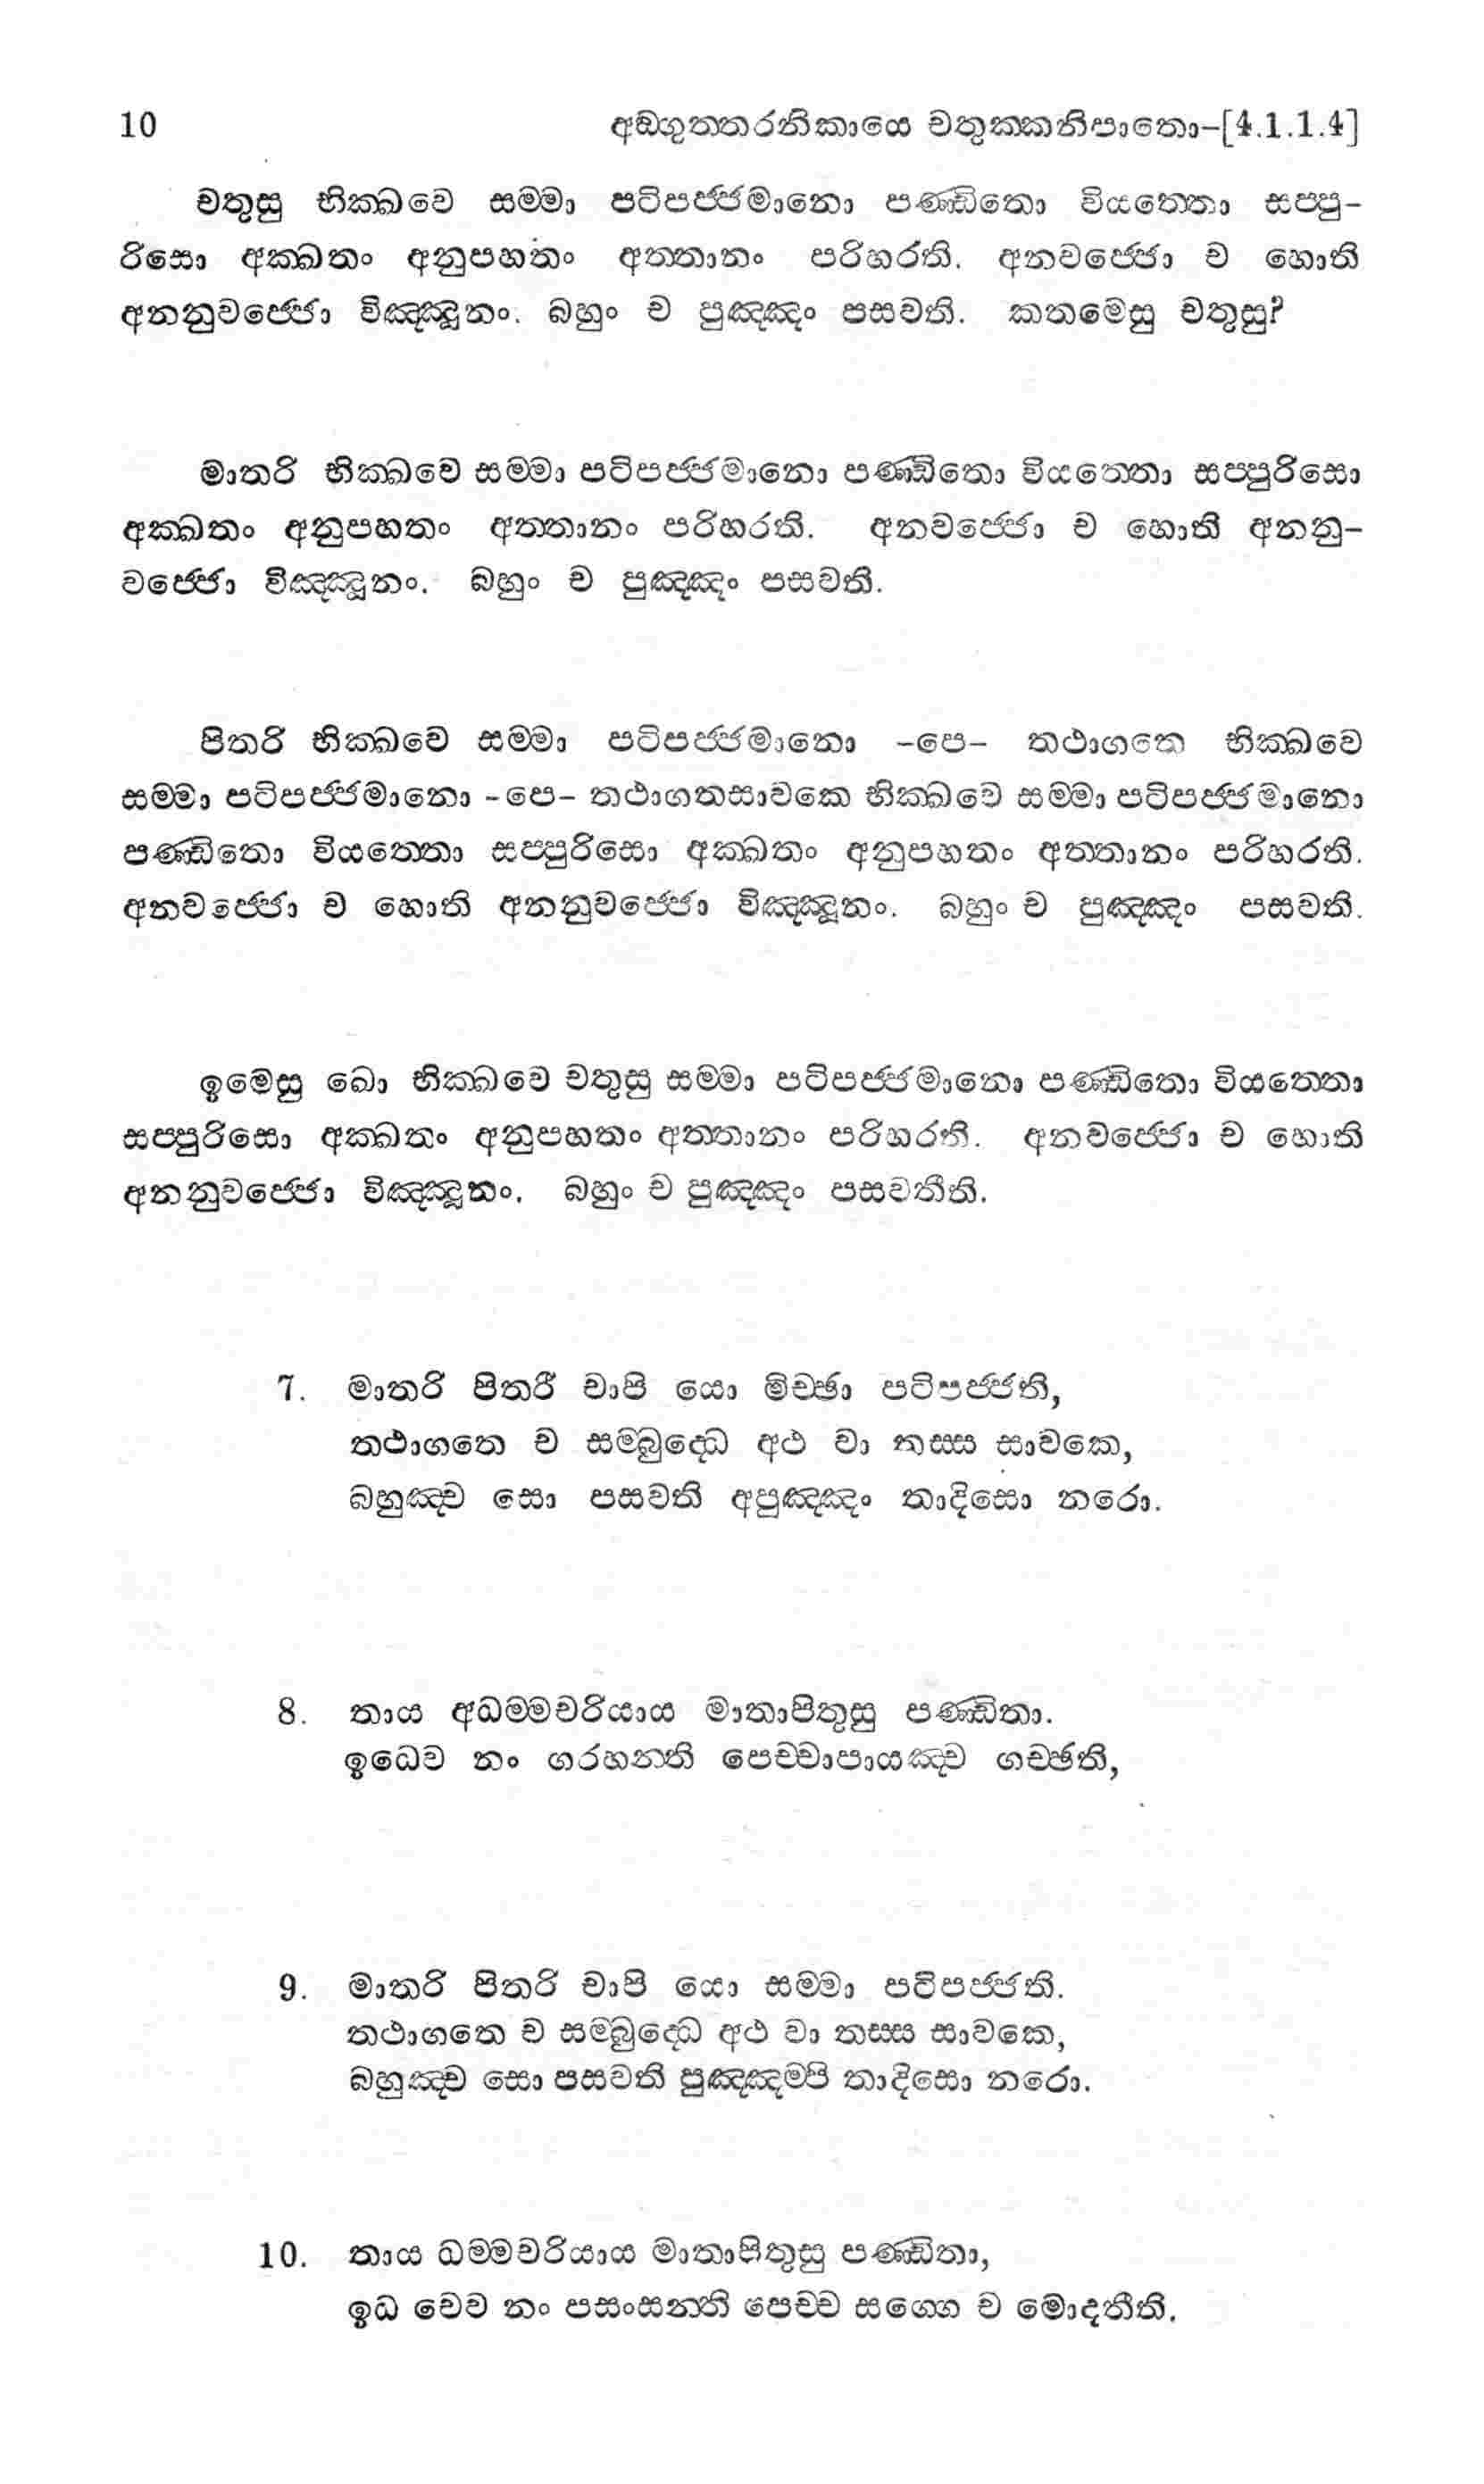 10 අඞ්ගුත්තරනිකායෙ චතුක්කනිපාතො–[4.1.1.4]
චතුසු භික්ඛවෙ සම්මා පටිපජ්ජමානො පණ්ඩිතො වියත්තො සප්පු-
රිසො අක්ඛතං අනුපහතං අත්තානං පරිහරති. අනවජ්ජො ච හොති
අනනුවජ්ජො විඤ්ඤූනං. බහුං ච පුඤ්ඤං පසවති. කතමෙසු චතුසු?
මාතරි භික්ඛවෙ සම්මා පටිපජ්ජමානො පණ්ඩිතො වියත්තො සප්පුරිසො
අක්ඛතං අනුපහතං අත්තානං පරිහරති. අනවජ්ජො ච හොති අනනු-
වජ්ජො විඤ්ඤූනං. බහුං ච පුඤ්ඤං පසවති.
පිතරි භික්ඛවෙ සම්මා පටිපජ්ජමානො -පෙ- තථාගතෙ භික්ඛවෙ
සම්මා පටිපජ්ජමානො -පෙ- තථාගතසාවකෙ භික්ඛවෙ සම්මා පටිපජ්ජමානො
පණ්ඩිතො වියත්තො සප්පුරිසො අක්ඛතං අනුපහතං අත්තානං පරිහරති.
අනවජ්ජො ච හොති අනනුවජ්ජො විඤ්ඤූනං. බහුං ච පුඤ්ඤං පසවති.
ඉමෙසු ඛො භික්ඛවෙ චතුසු සම්මා පටිපජ්ජමානො පණ්ඩිතො වියත්තො
සප්පුරිසො අක්ඛතං අනුපහතං අත්තානං පරිහරති. අනවජ්ජො ච හොති
අනනුවජ්ජො විඤ්ඤූනං. බහුං ච පුඤ්ඤං පසවතීති.
7. මාතරි පිතරි චාපි යො මිච්ඡා පටිපජ්ජති,
තථාගතෙ ච සම්බුද්ධෙ අථ වා තස්ස සාවකෙ,
බහුඤ්ච සො පසවති අපුඤ්ඤං තාදිසො නරො.
8. තාය අධම්මචරියාය මාතාපිතුසු පණ්ඩිතා.
ඉධෙව නං ගරහන්ති පෙච්චාපායඤ්ච ගච්ඡති,
9. මාතරි පිතරි චාපි යො සම්මා පටිපජ්ජති.
තථාගතෙ ච සම්බුද්ධෙ අථ වා තස්ස සාවකෙ,
බහුඤ්ච සො පසවති පුඤ්ඤම්පි තාදිසො නරො.
10. තාය ධම්මචරියාය මාතාපිතුසු පණ්ඩිතා,
ඉධ චෙව නං පසංසන්ති පෙච්ච සග්ගෙ ච මොදතීති.